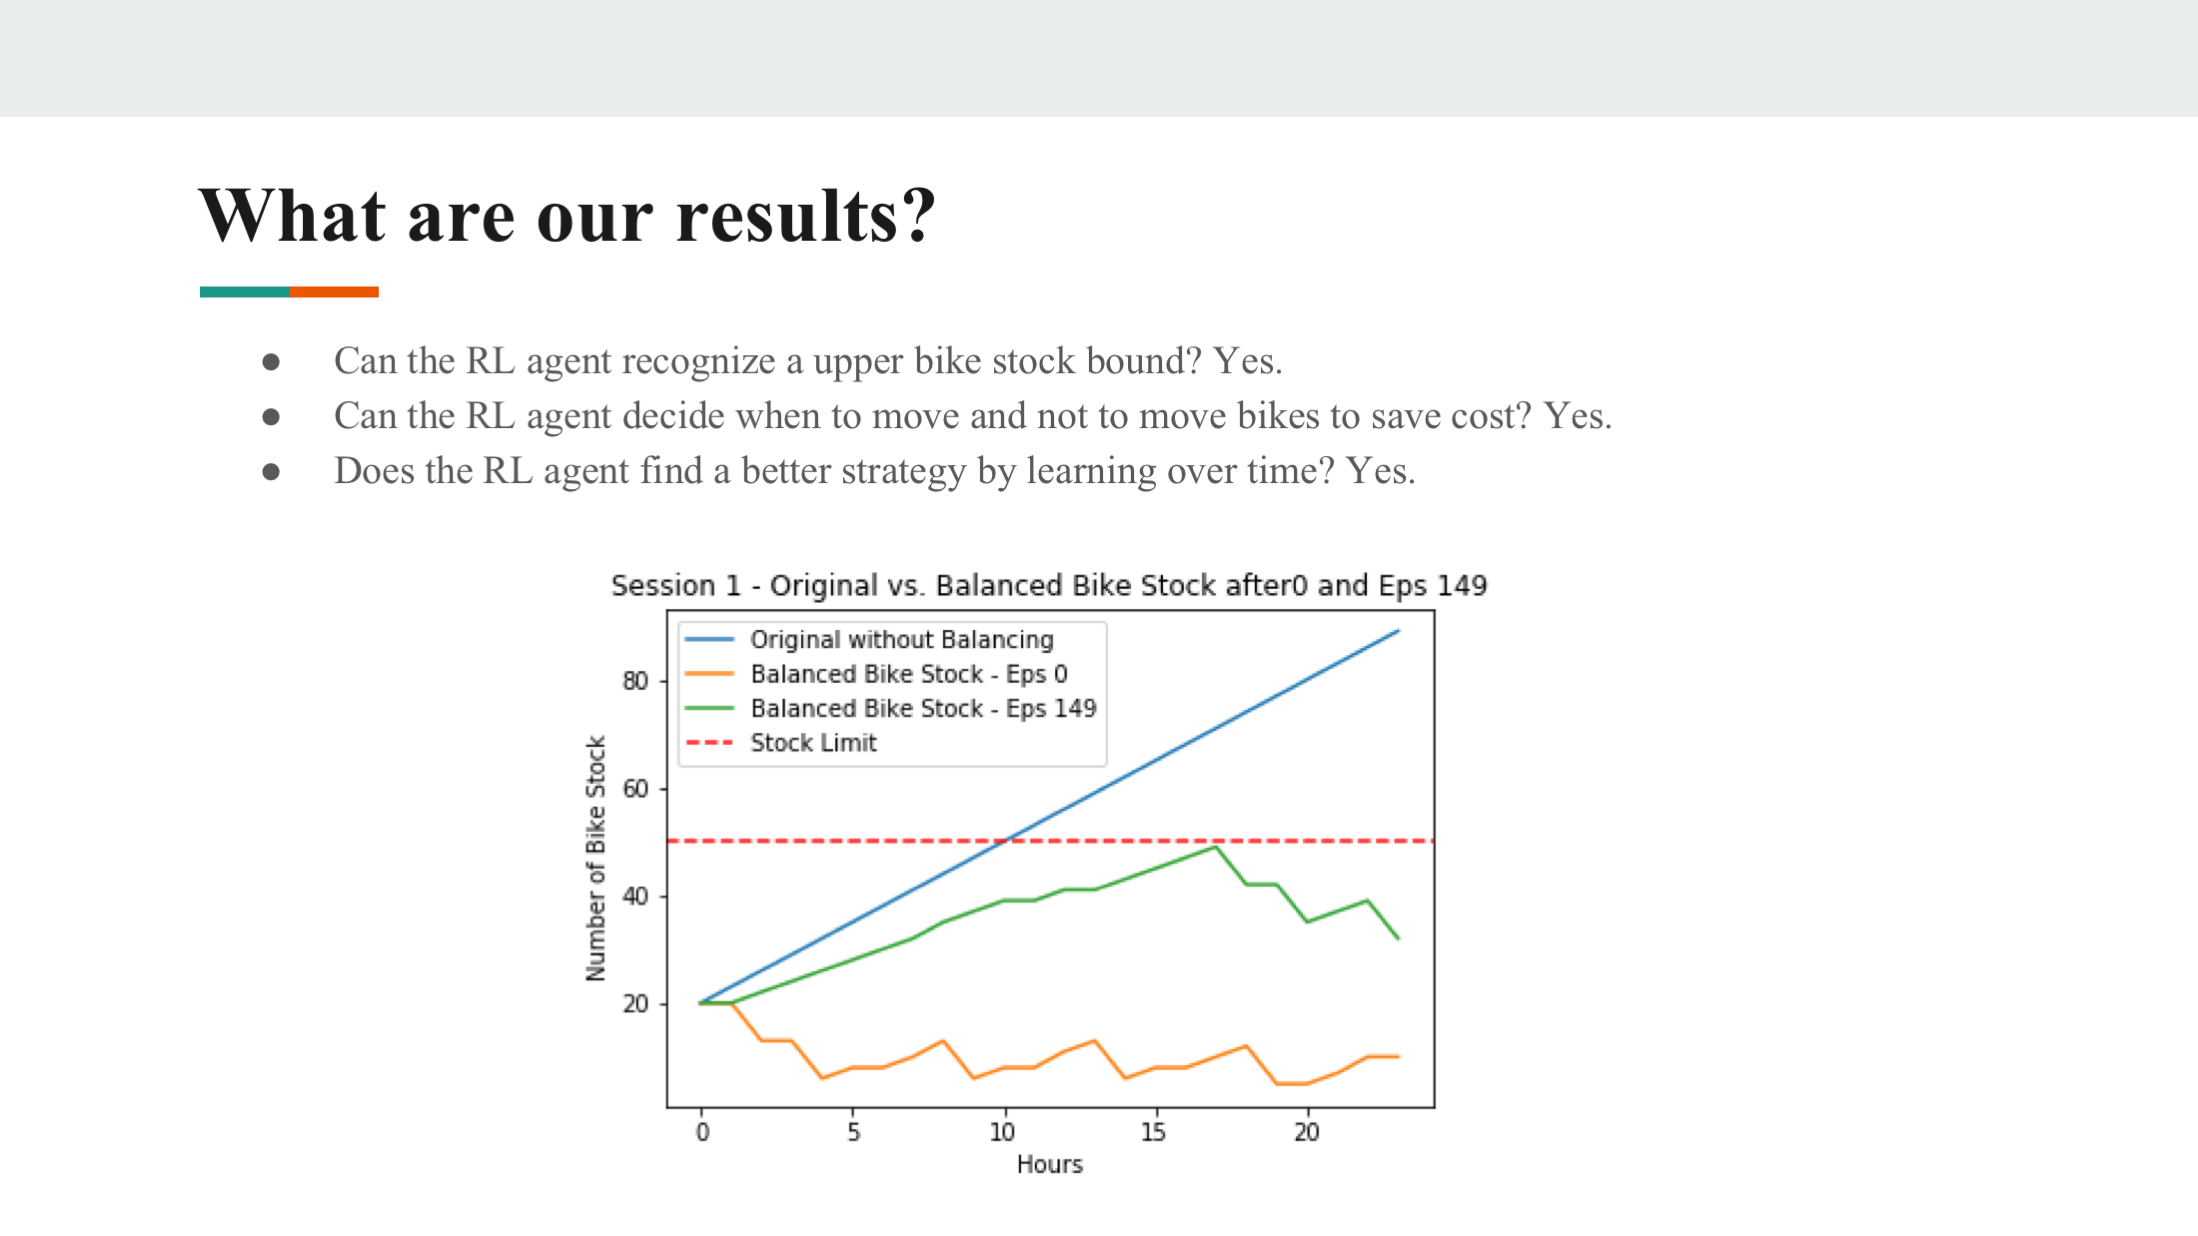 What are our results?
● Can the RL agent recognize a upper bike stock bound? Yes.
● Can the RL agent decide when to move and not to move bikes to save cost? Yes.
● Does the RL agent find a better strategy by learning over time? Yes.
Session 1 - Original vs. Balanced Bike Stock after0 and Eps 149
Original without Balancing
Balanced Bike Stock - Eps 0
Balanced Bike Stock - Eps 149
Stock Limit
Number of Bike Stock
80
60
40
20
0 5 10 15 20
Hours